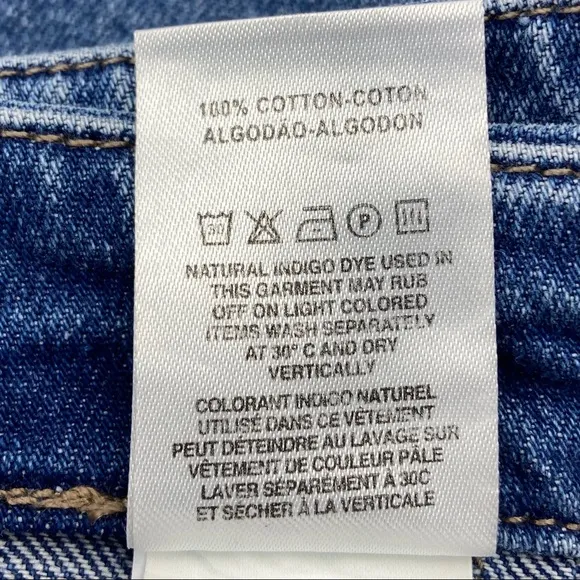 100% COTTON-COTON
ALGODÃO-ALGODON
30 P
NATURAL INDIGO DYE USED IN
THIS GARMENT MAY RUB
OFF ON LIGHT COLORED
ITEMS WASH SEPARATELY
AT 30° C AND DRY
VERTICALLY
COLORANT INDIGO NATUREL
UTILISÉ DANS CE VÊTEMENT
PEUT DÉTEINDRE AU LAVAGE SUR
VÊTEMENT DE COULEUR PÂLE
LAVER SÉPARÉMENT À 30C
ET SÉCHER À LA VERTICALE